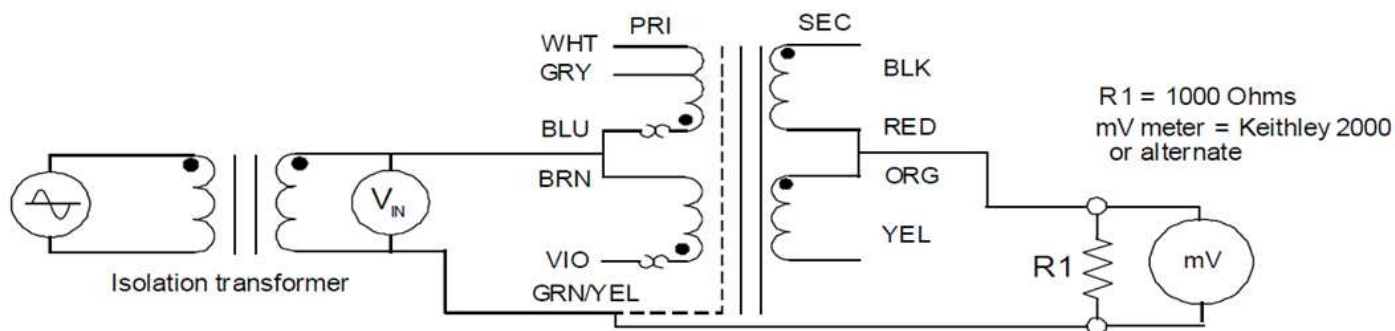 PRI
SEC
WHT
GRY
BLK
BLU
RED
R1 = 1000 Ohms
mV meter = Keithley 2000
or alternate
BRN
ORG
VIN
VIO
YEL
GRN/YEL
Isolation transformer
R1
mV